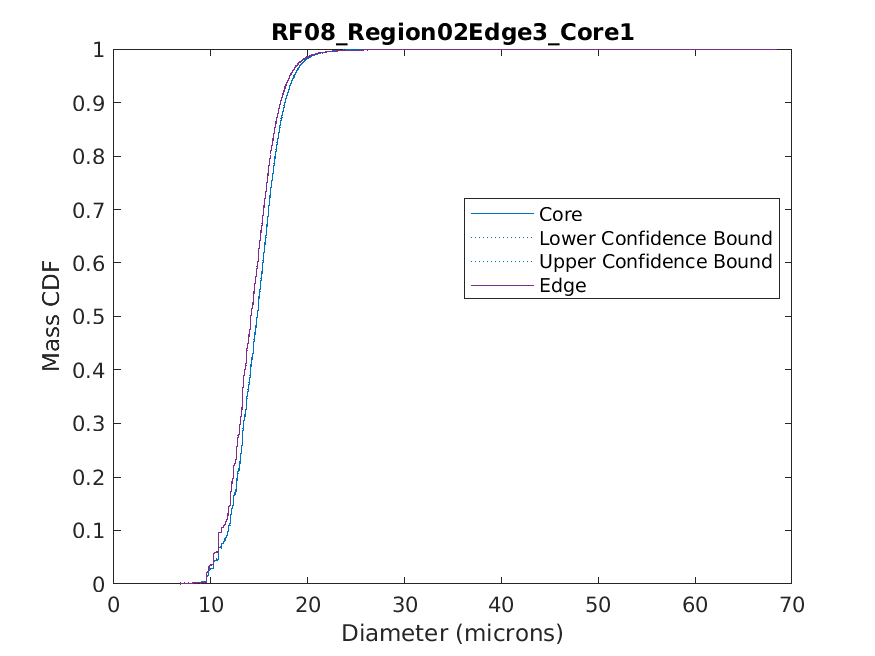 RF08_Region02Edge3_Core1
1
0.9
0.8
0.7
0.6
0.5
0.4
0.3
0.2
0.1
0
Mass CDF
Core
Lower Confidence Bound
Upper Confidence Bound
Edge
0 10 20 30 40 50 60 70
Diameter (microns)